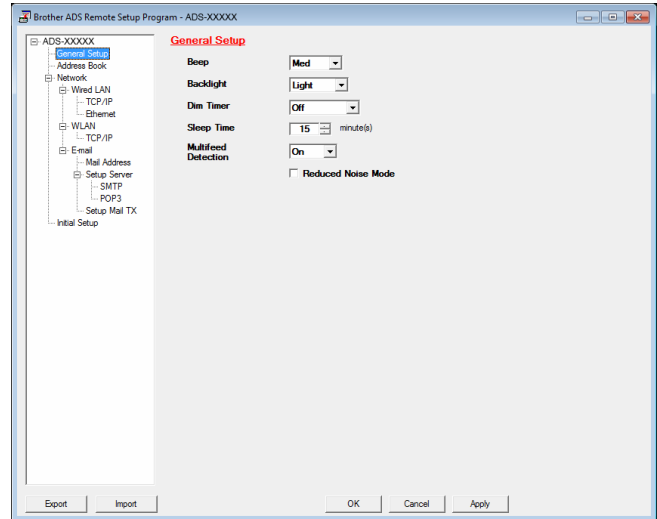 Brother ADS Remote Setup Program - ADS-XXXXX
ADS-XXXXX
General Setup
Address Book
Network
Wired LAN
TCP/IP
Ethernet
WLAN
TCP/IP
E-mail
Mail Address
Setup Server
SMTP
POP3
Setup Mail TX
Initial Setup
General Setup
Beep Med
Backlight Light
Dim Timer Off
Sleep Time 15 minute(s)
Multifeed
Detection On
Reduced Noise Mode
Export Import OK Cancel Apply